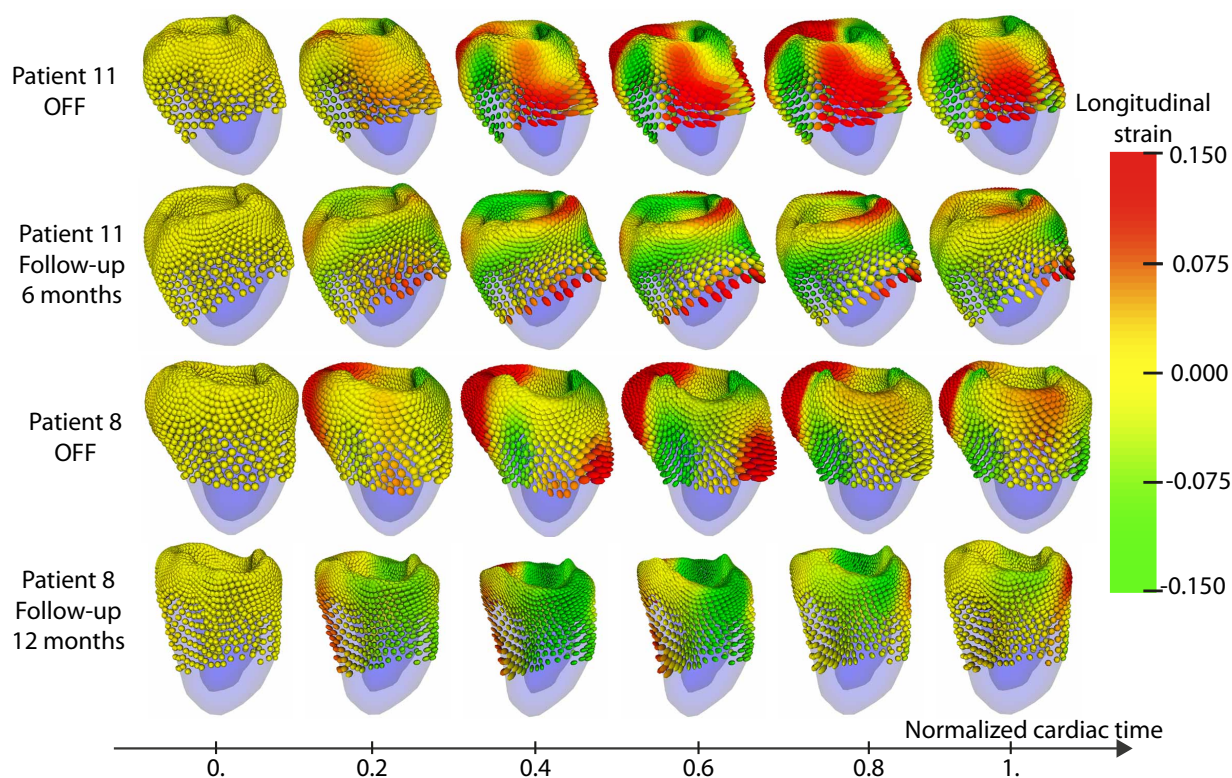 Patient 11
OFF
Longitudinal
strain
0.150
Patient 11
Follow-up
6 months
0.075
0.000
Patient 8
OFF
-0.075
-0.150
Patient 8
Follow-up
12 months
Normalized cardiac time
0.
0.2
0.4
0.6
0.8
1.